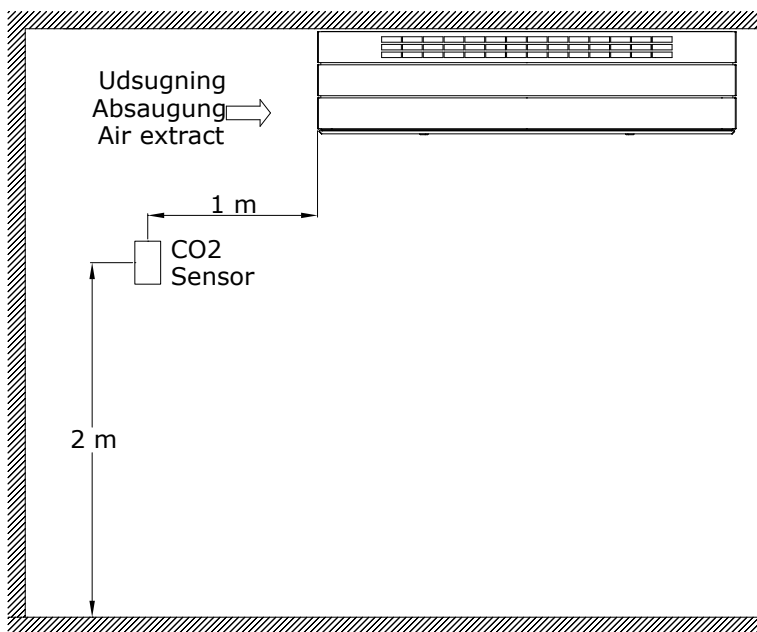 Udsugning
Absaugung
Air extract
1 m
CO2
Sensor
2 m